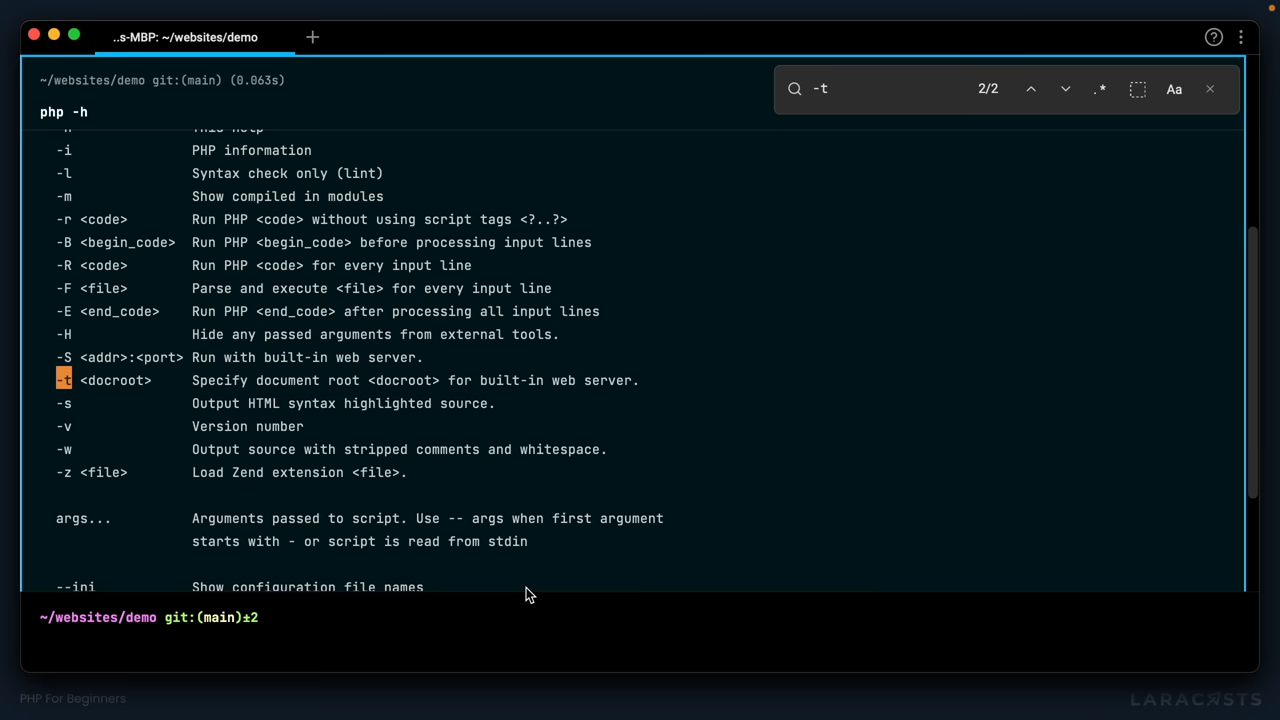 ..s-MBP: ~/websites/demo
~/websites/demo git:(main) (0.063s)
-t
2/2
.*
Aa
php -h
-h This help
-i PHP information
-l Syntax check only (lint)
-m Show compiled in modules
-r <code> Run PHP <code> without using script tags <?..?>
-B <begin_code> Run PHP <begin_code> before processing input lines
-R <code> Run PHP <code> for every input line
-F <file> Parse and execute <file> for every input line
-E <end_code> Run PHP <end_code> after processing all input lines
-H Hide any passed arguments from external tools.
-S <addr>:<port> Run with built-in web server.
-t <docroot> Specify document root <docroot> for built-in web server.
-s Output HTML syntax highlighted source.
-v Version number
-w Output source with stripped comments and whitespace.
-z <file> Load Zend extension <file>.
args... Arguments passed to script. Use -- args when first argument
starts with - or script is read from stdin
--ini Show configuration file names
~/websites/demo git:(main)±2
PHP For Beginners
LARACASTS